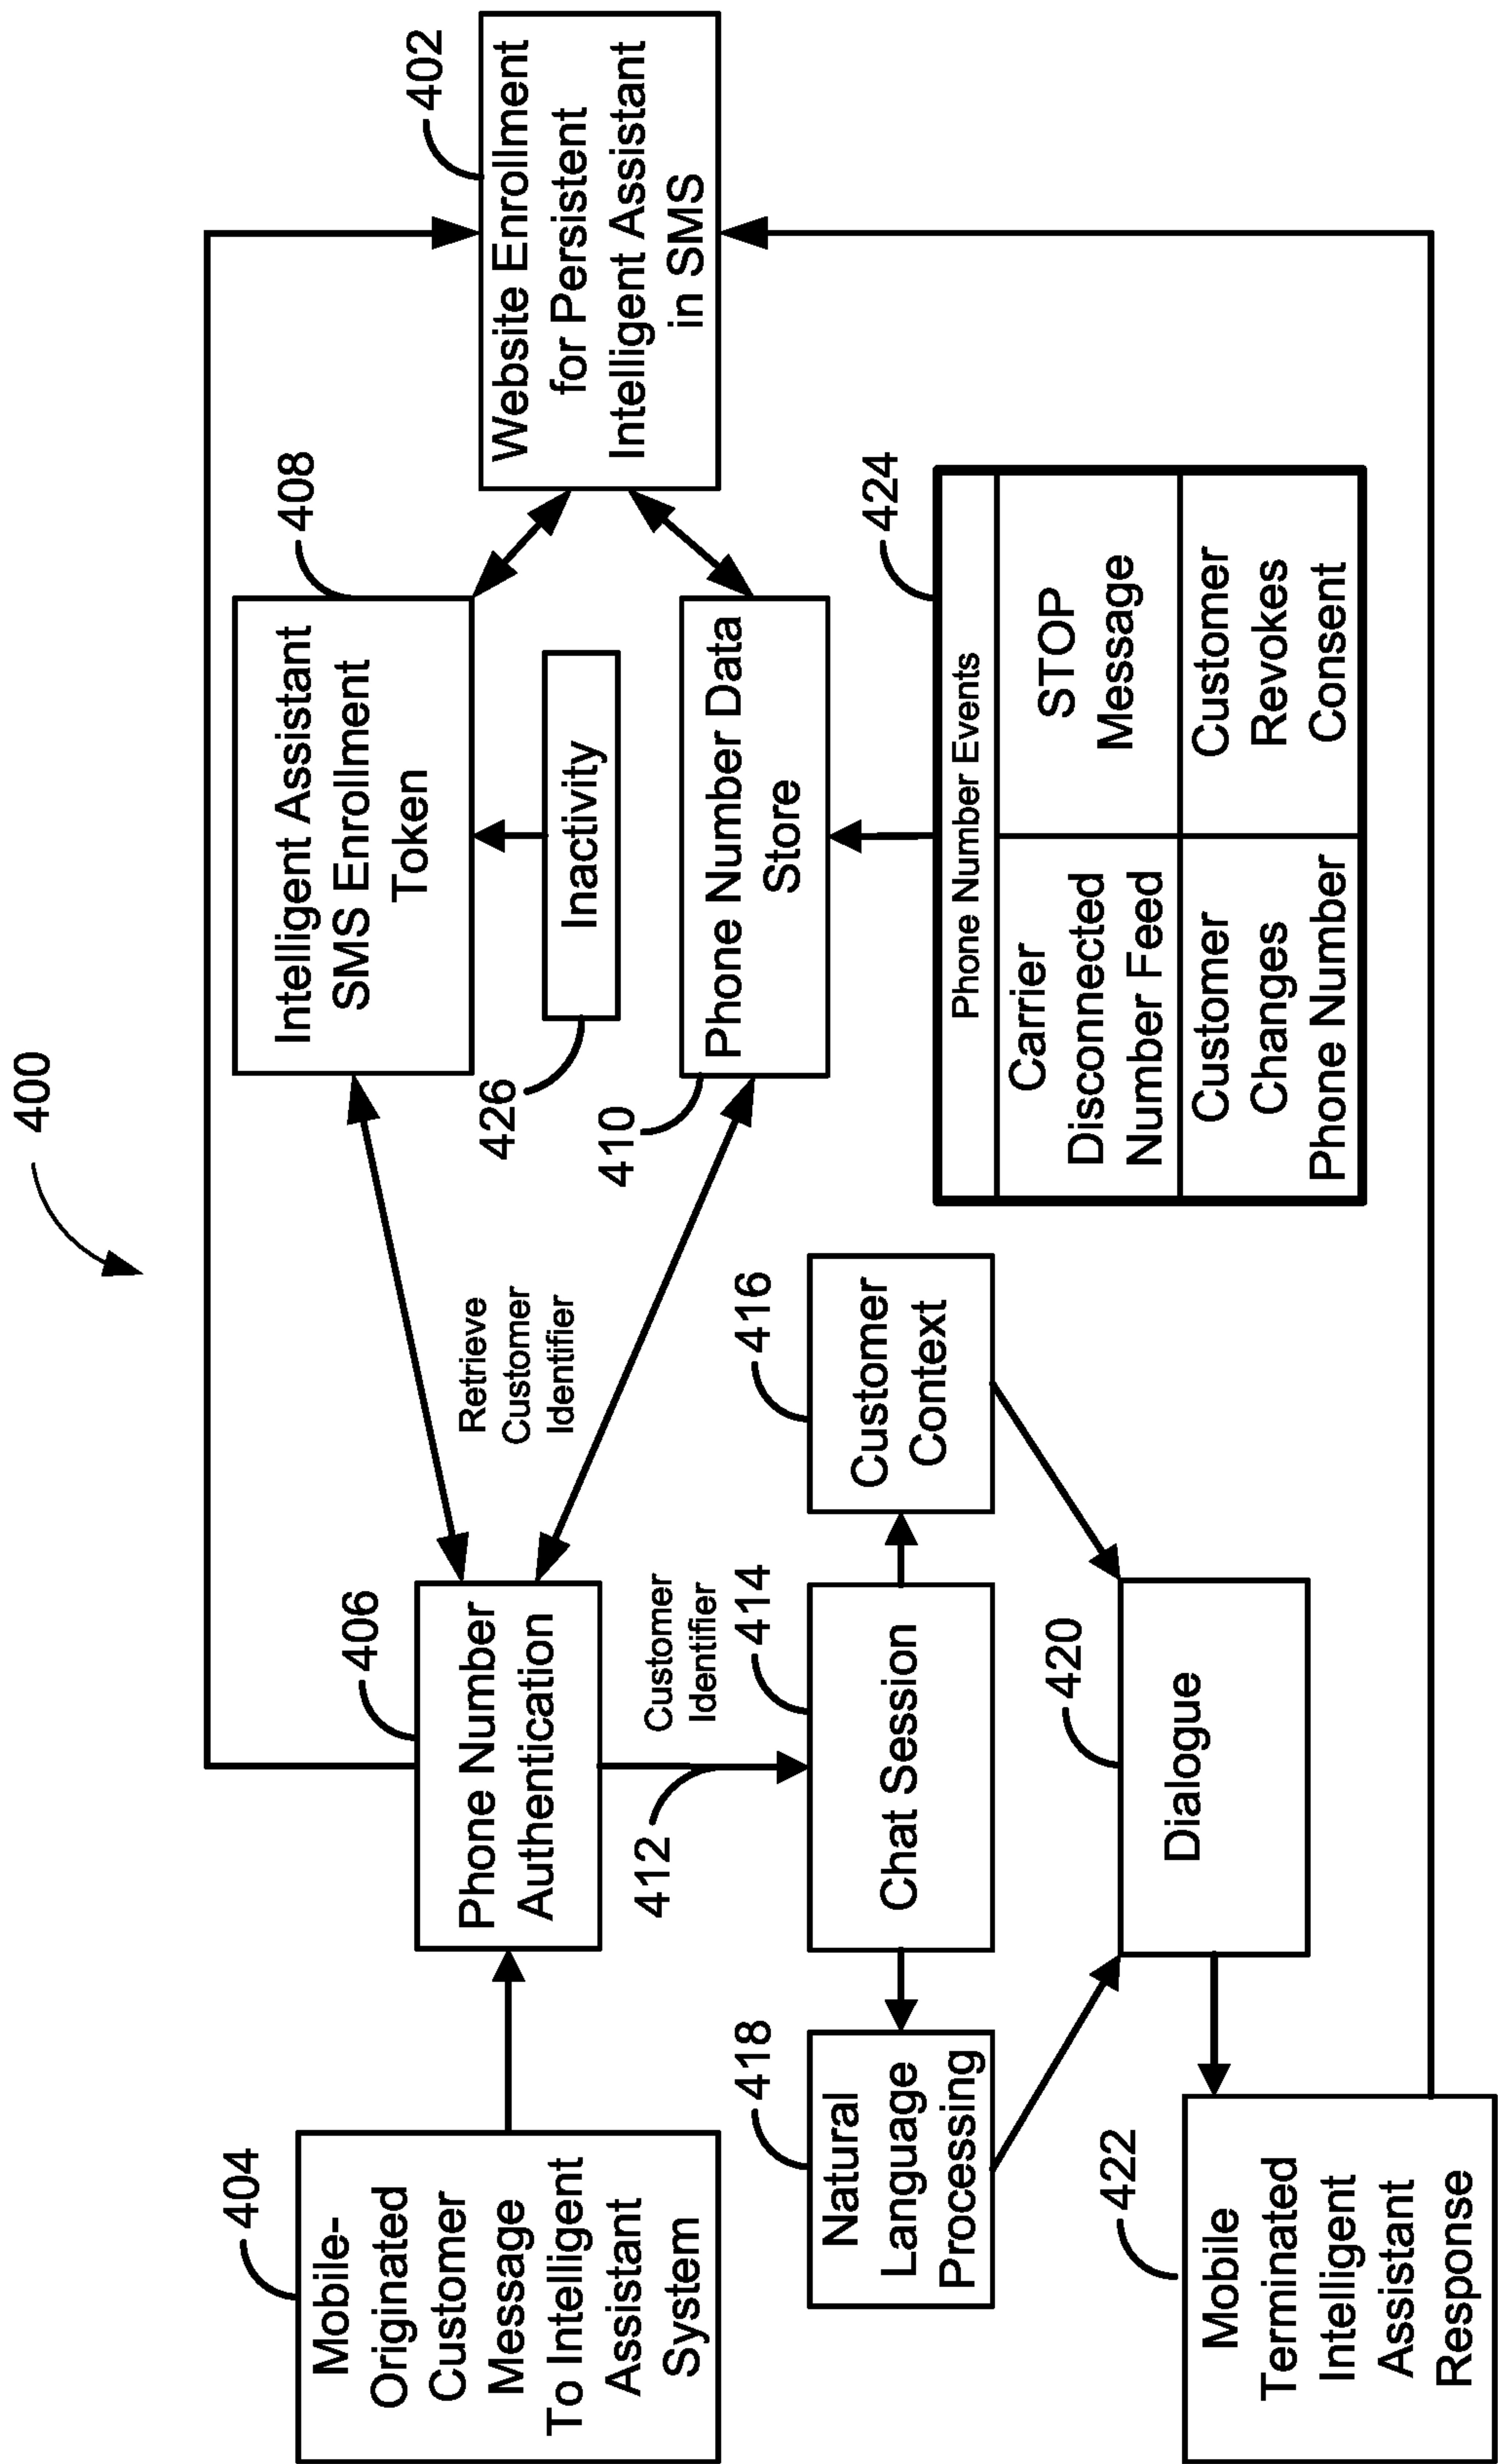 400
402
Website Enrollment
for Persistent
Intelligent Assistant
in SMS
404
Mobile-
Originated
Customer
Message
To Intelligent
Assistant
System
406
Phone Number
Authentication
408
Intelligent Assistant
SMS Enrollment
Token
Inactivity
426
Retrieve
Customer
Identifier
410
Phone Number Data
Store
412
Customer
Identifier
414
Chat Session
416
Customer
Context
418
Natural
Language
Processing
420
Dialogue
422
Mobile
Terminated
Intelligent
Assistant
Response
424
Phone Number Events
Carrier
Disconnected
Number Feed
STOP
Message
Customer
Changes
Phone Number
Customer
Revokes
Consent